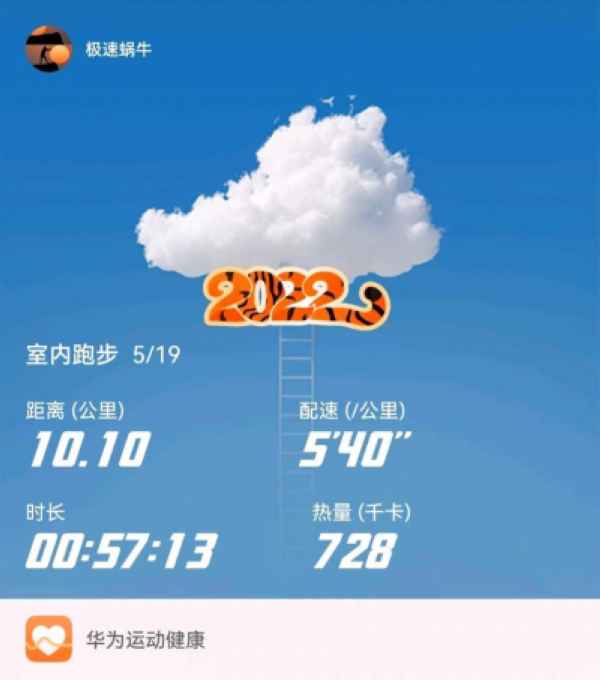 极速蜗牛
2022
室内跑步 5/19
距离 (公里)
配速 (/公里)
10.10
5'40"
时长
热量 (千卡)
00:57:13
728
华为运动健康